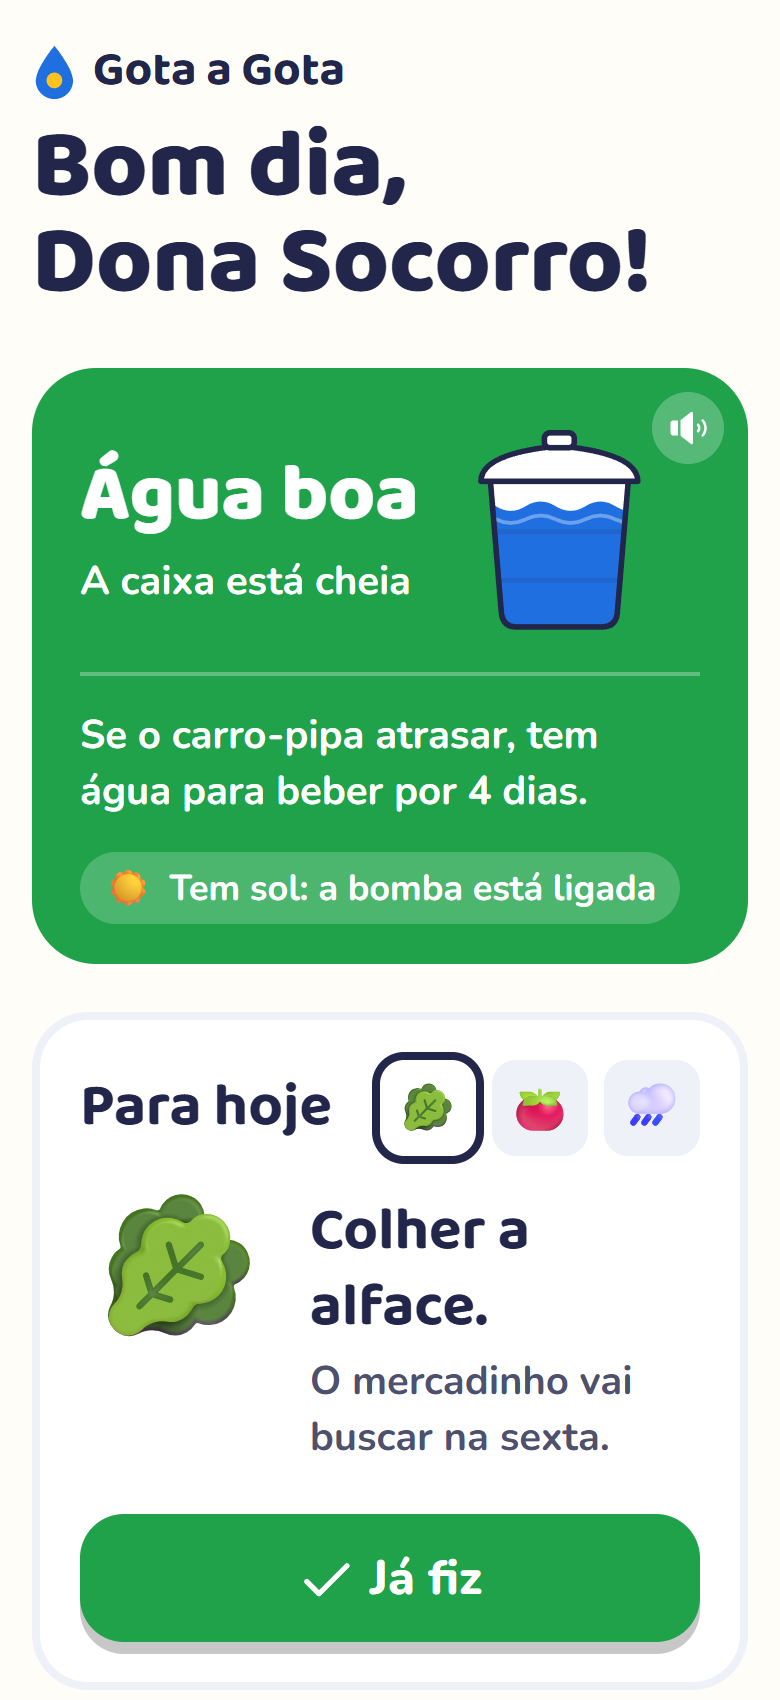 Gota a Gota
Bom dia,
Dona Socorro!
Água boa
A caixa está cheia
Se o carro-pipa atrasar, tem
água para beber por 4 dias.
Tem sol: a bomba está ligada
Para hoje
Colher a
alface.
O mercadinho vai
buscar na sexta.
Já fiz